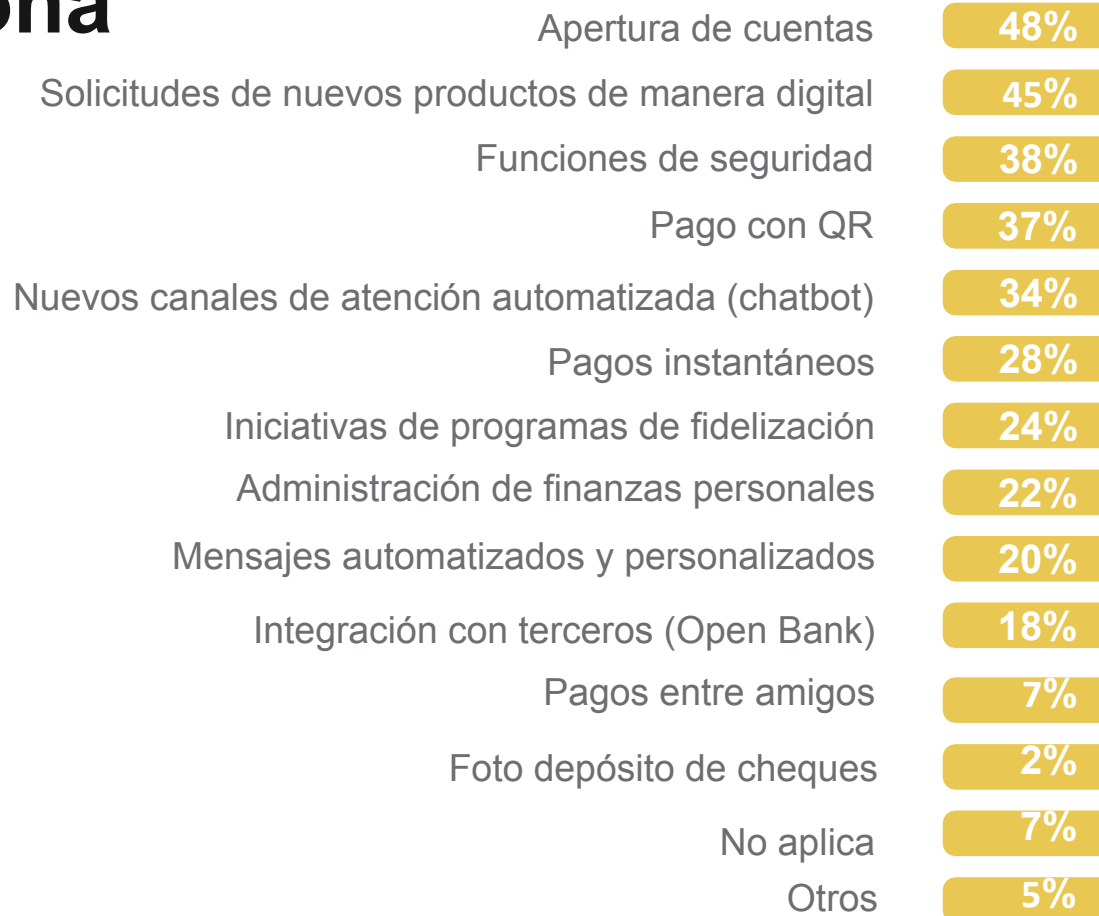 Apertura de cuentas 48%
Solicitudes de nuevos productos de manera digital 45%
Funciones de seguridad 38%
Pago con QR 37%
Nuevos canales de atención automatizada (chatbot) 34%
Pagos instantáneos 28%
Iniciativas de programas de fidelización 24%
Administración de finanzas personales 22%
Mensajes automatizados y personalizados 20%
Integración con terceros (Open Bank) 18%
Pagos entre amigos 7%
Foto depósito de cheques 2%
No aplica 7%
Otros 5%